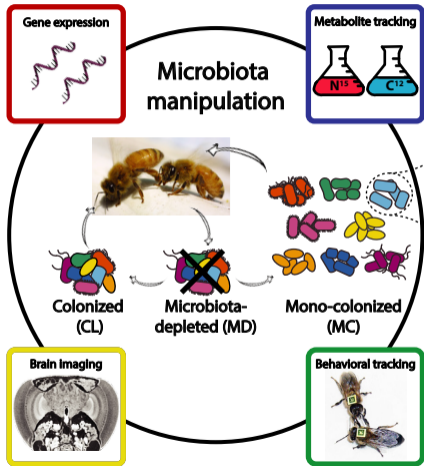 Gene expression
Metabolite tracking
N¹⁵
C¹²
Microbiota
manipulation
Colonized
(CL)
Microbiota-
depleted (MD)
Mono-colonized
(MC)
Brain imaging
Behavioral tracking